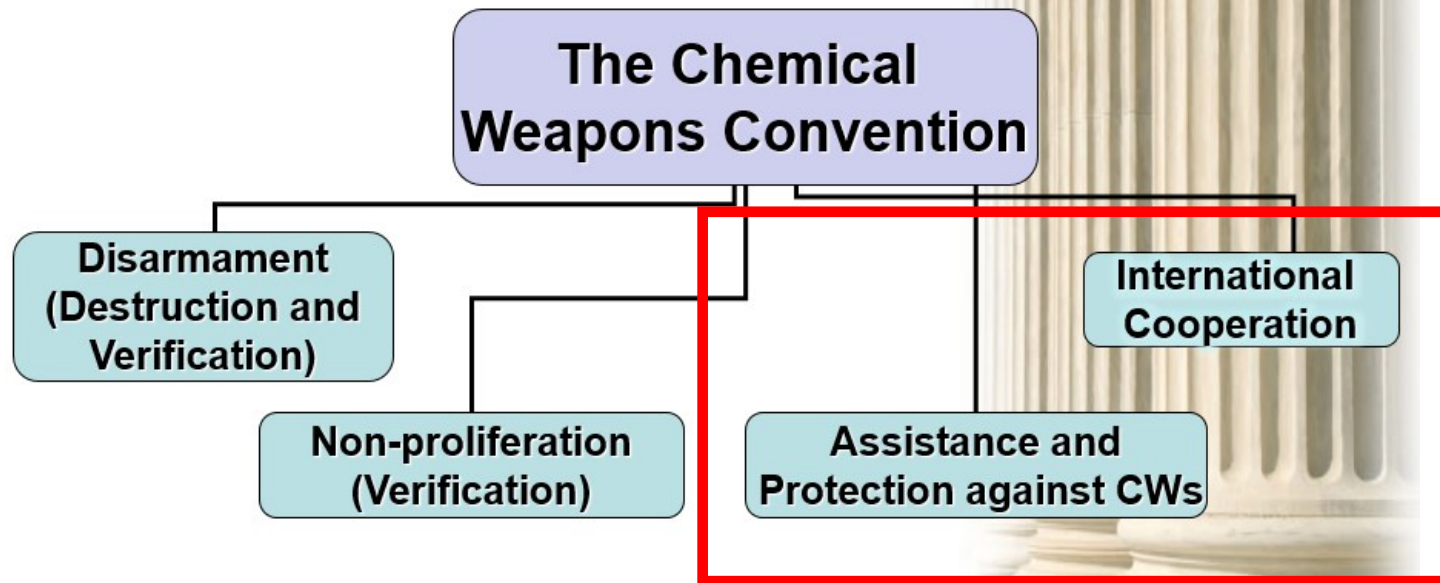 The Chemical
Weapons Convention
Disarmament
(Destruction and
Verification)
International
Cooperation
Non-proliferation
(Verification)
Assistance and
Protection against CWs